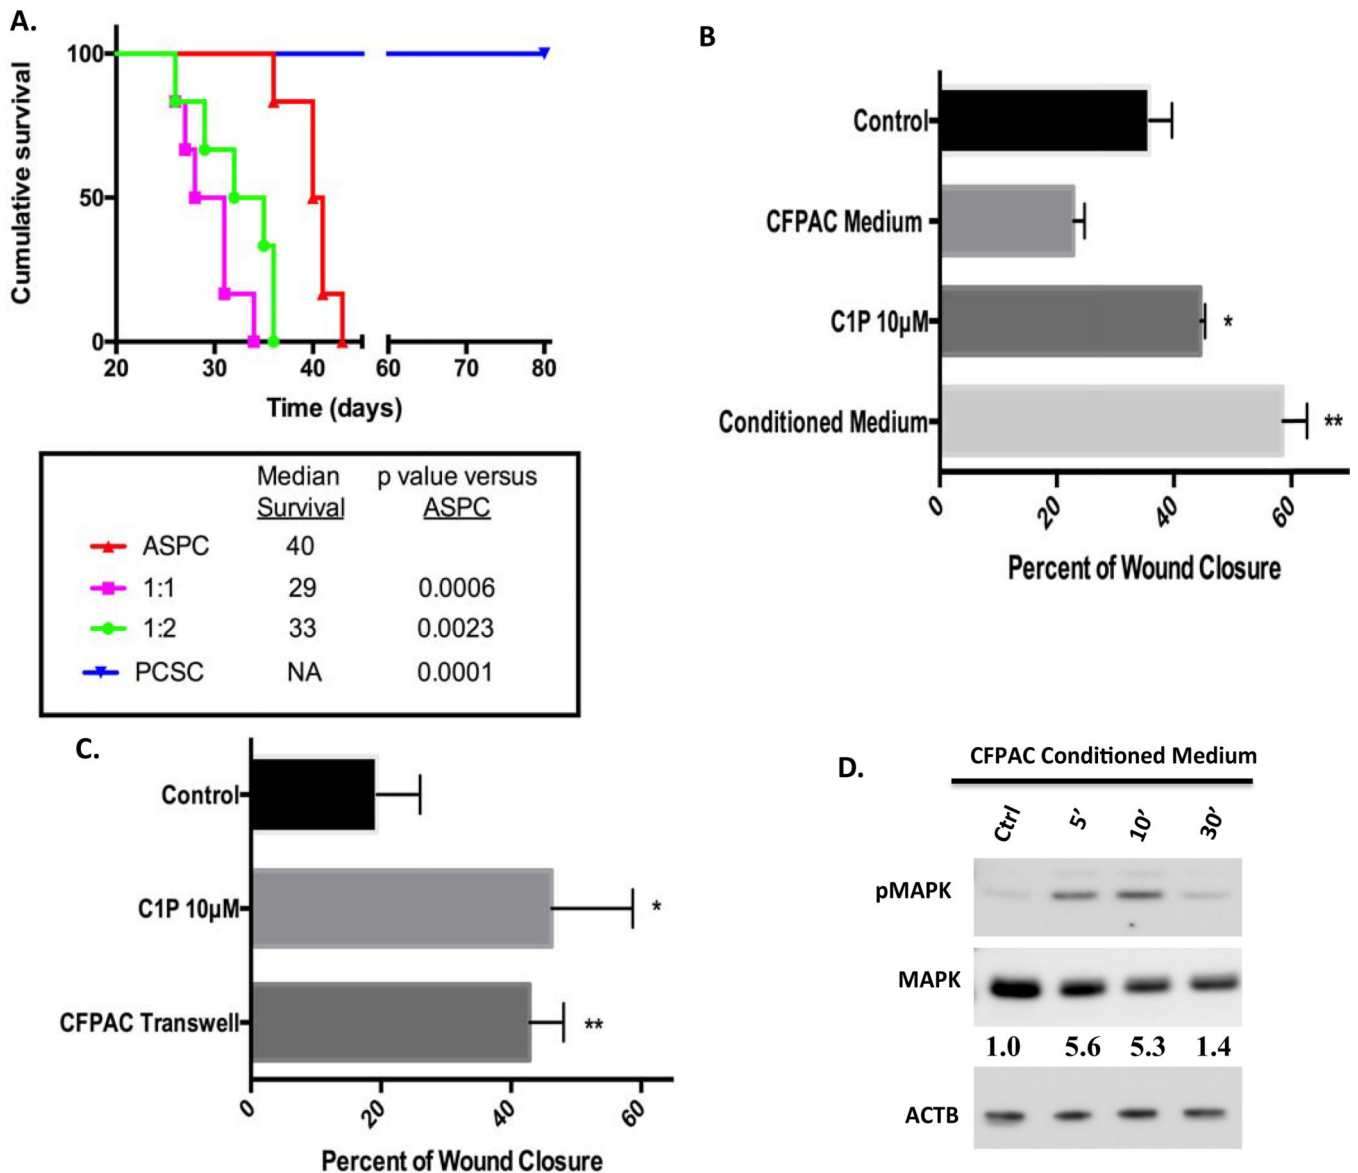 A.
100
50
0
Cumulative survival
20 30 40 60 70 80
Time (days)
Median p value versus
Survival ASPC
ASPC 40
1:1 29 0.0006
1:2 33 0.0023
PCSC NA 0.0001
B
Control
CFPAC Medium
C1P 10µM *
Conditioned Medium **
0 20 40 60
Percent of Wound Closure
C.
Control
C1P 10µM *
CFPAC Transwell **
0 20 40 60
Percent of Wound Closure
D.
CFPAC Conditioned Medium
Ctrl 5’ 10’ 30’
pMAPK
MAPK
1.0 5.6 5.3 1.4
ACTB